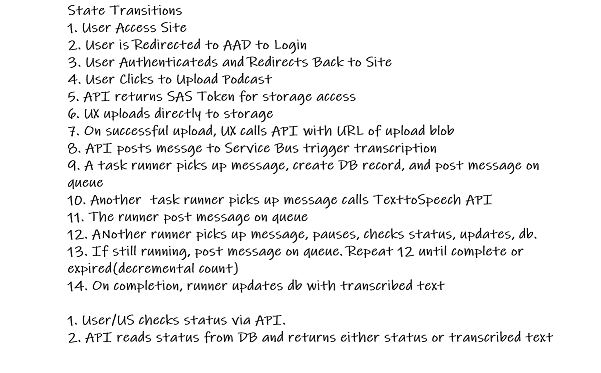 State Transitions
1. User Access Site
2. User is Redirected to AAD to Login
3. User Authenticateds and Redirects Back to Site
4. User Clicks to Upload Podcast
5. API returns SAS Token for storage access
6. UX uploads directly to storage
7. On successful upload, UX calls API with URL of upload blob
8. API posts messge to Service Bus trigger transcription
9. A task runner picks up message, create DB record, and post message on
queue
10. Another task runner picks up message calls TexttoSpeech API
11. The runner post message on queue
12. ANother runner picks up message, pauses, checks status, updates, db.
13. If still running, post message on queue. Repeat 12 until complete or
expired(decremental count)
14. On completion, runner updates db with transcribed text
1. User/US checks status via API.
2. API reads status from DB and returns either status or transcribed text